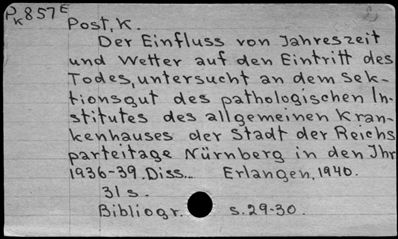 Pk857E
Post, K.
Der Einfluss von Jahreszeit
und Wetter auf den Eintritt des
Todes, untersucht an dem Sek-
tionsgut des pathologischen In-
stitutes des allgemeinen Kran-
kenhauses der Stadt der Reichs
parteitage Nürnberg in den Jhr
1936-39. Diss... Erlangen, 1940.
31 s.
Bibliogr. s. 29-30.